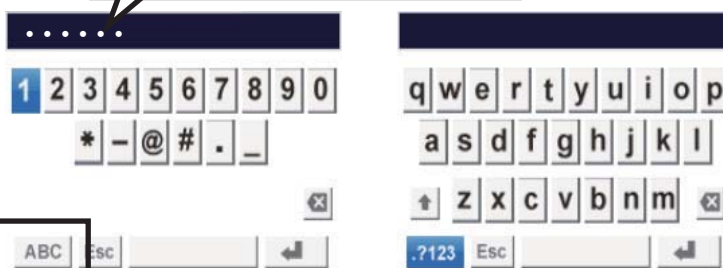 ••••••
1 2 3 4 5 6 7 8 9 0
* – @ # . _
ABC Esc
q w e r t y u i o p
a s d f g h j k l
z x c v b n m
.?123 Esc